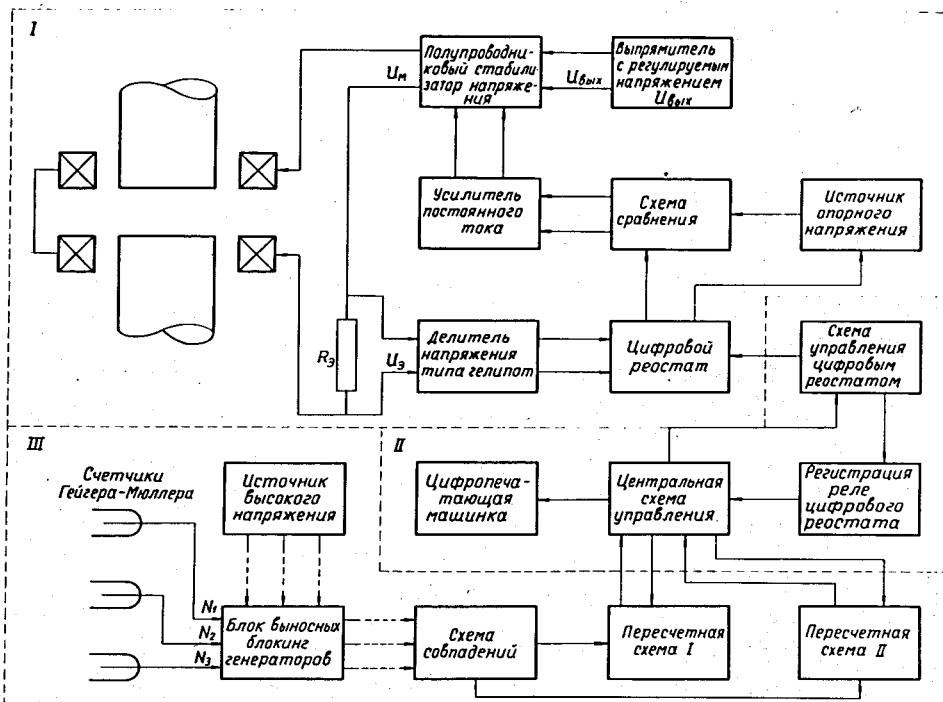 I
Полупроводни-
ковый стабили-
затор напряже-
ния
Выпрямитель
с регулируемым
напряжением
Uвых
Uм
Uвых
Усилитель
постоянного
тока
Схема
сравнения
Источник
опорного
напряжения
Rэ
Uэ
Делитель
напряжения
типа гелипот
Цифровой
реостат
Схема
управления
цифровым
реостатом
III
II
Счетчики
Гейгера-Мюллера
Источник
высокого
напряжения
Цифропеча-
тающая
машинка
Центральная
схема
управления
Регистрация
реле
цифрового
реостата
N1
N2
N3
Блок выносных
блокинг
генераторов
Схема
совпадений
Пересчетная
схема I
Пересчетная
схема II